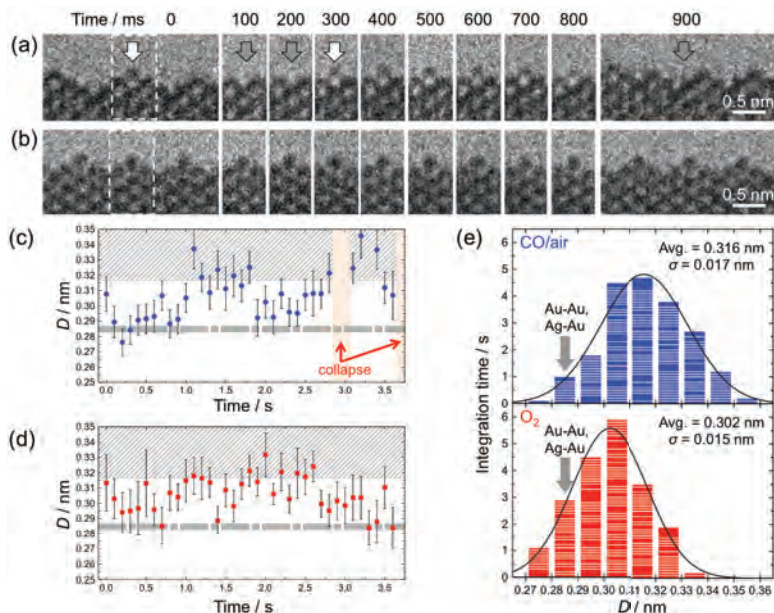 Time / ms 0 100 200 300 400 500 600 700 800 900
(a)
0.5 nm
(b)
0.5 nm
(c)
0.35
0.34
0.33
0.32
0.31
0.30
0.29
0.28
0.27
0.26
0.25
D / nm
collapse
0.0 0.5 1.0 1.5 2.0 2.5 3.0 3.5
Time / s
(d)
0.35
0.34
0.33
0.32
0.31
0.30
0.29
0.28
0.27
0.26
0.25
D / nm
0.0 0.5 1.0 1.5 2.0 2.5 3.0 3.5
Time / s
(e)
CO/air
Avg. = 0.316 nm
σ = 0.017 nm
Au-Au,
Ag-Au
6
5
4
3
2
1
0
Integration time / s
O2
Avg. = 0.302 nm
σ = 0.015 nm
Au-Au,
Ag-Au
6
5
4
3
2
1
0
0.27 0.28 0.29 0.30 0.31 0.32 0.33 0.34 0.35 0.36
D / nm